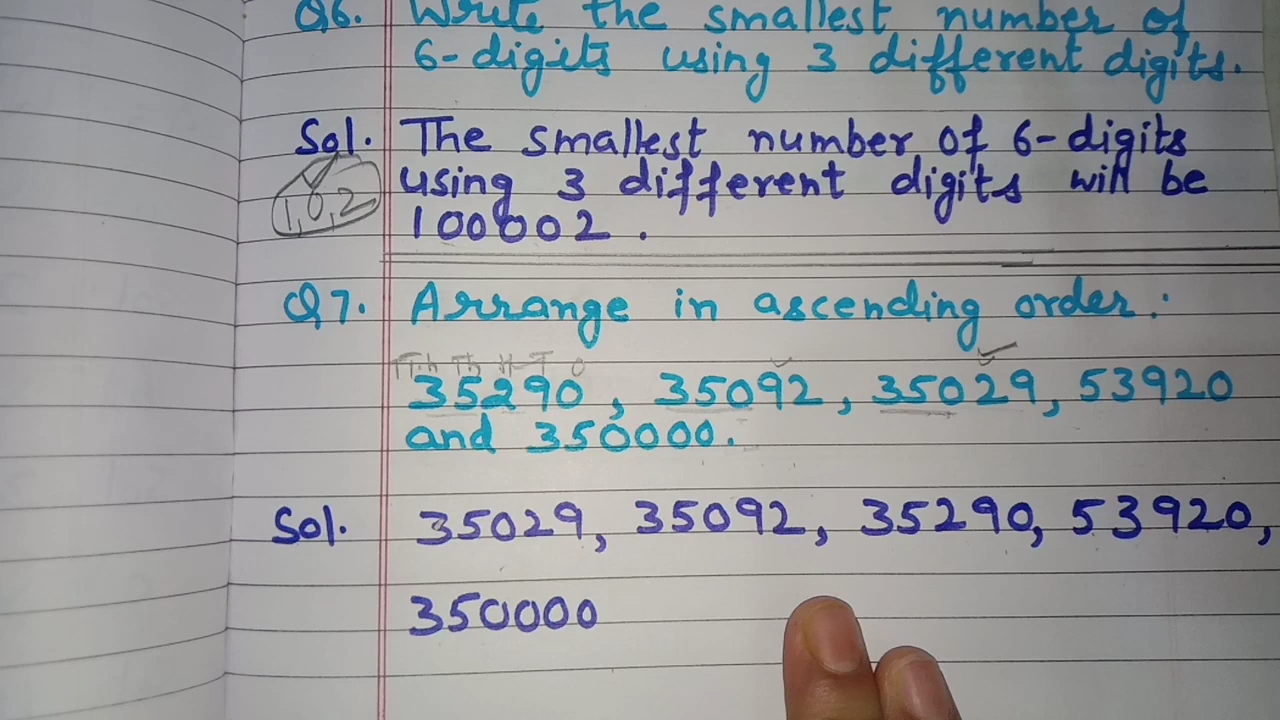 Q6. Write the smallest number of
6-digits using 3 different digits.
Sol. The smallest number of 6-digits
1,0,2 using 3 different digits will be
100002.
Q7. Arrange in ascending order:
TTh Th H T O
35290, 35092, 35029, 53920
and 350000.
Sol. 35029, 35092, 35290, 53920,
350000